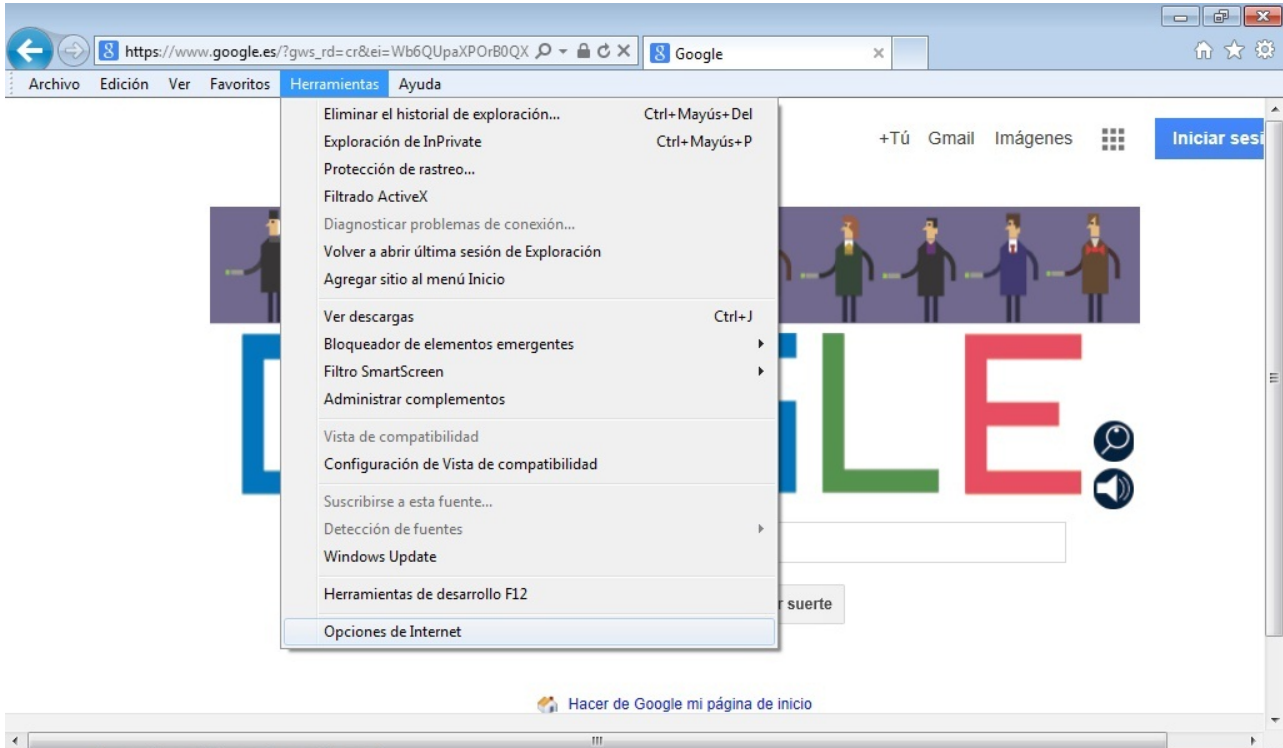 https://www.google.es/?gws_rd=cr&ei=Wb6QUpaXPOrB0QX
Google
Archivo Edición Ver Favoritos Herramientas Ayuda
Eliminar el historial de exploración... Ctrl+Mayús+Del
Exploración de InPrivate Ctrl+Mayús+P
Protección de rastreo...
Filtrado ActiveX
Diagnosticar problemas de conexión...
Volver a abrir última sesión de Exploración
Agregar sitio al menú Inicio
Ver descargas Ctrl+J
Bloqueador de elementos emergentes
Filtro SmartScreen
Administrar complementos
Vista de compatibilidad
Configuración de Vista de compatibilidad
Suscribirse a esta fuente...
Detección de fuentes
Windows Update
Herramientas de desarrollo F12
Opciones de Internet
+Tú Gmail Imágenes Iniciar sesi
G L E
r suerte
Hacer de Google mi página de inicio